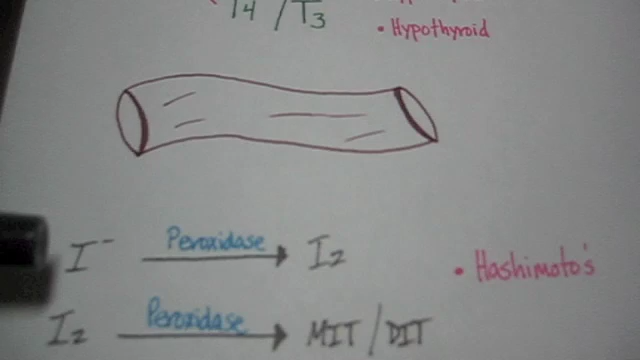 T4 / T3
• Hypothyroid
I⁻ Peroxidase I2
• Hashimoto's
I2 Peroxidase MIT / DIT